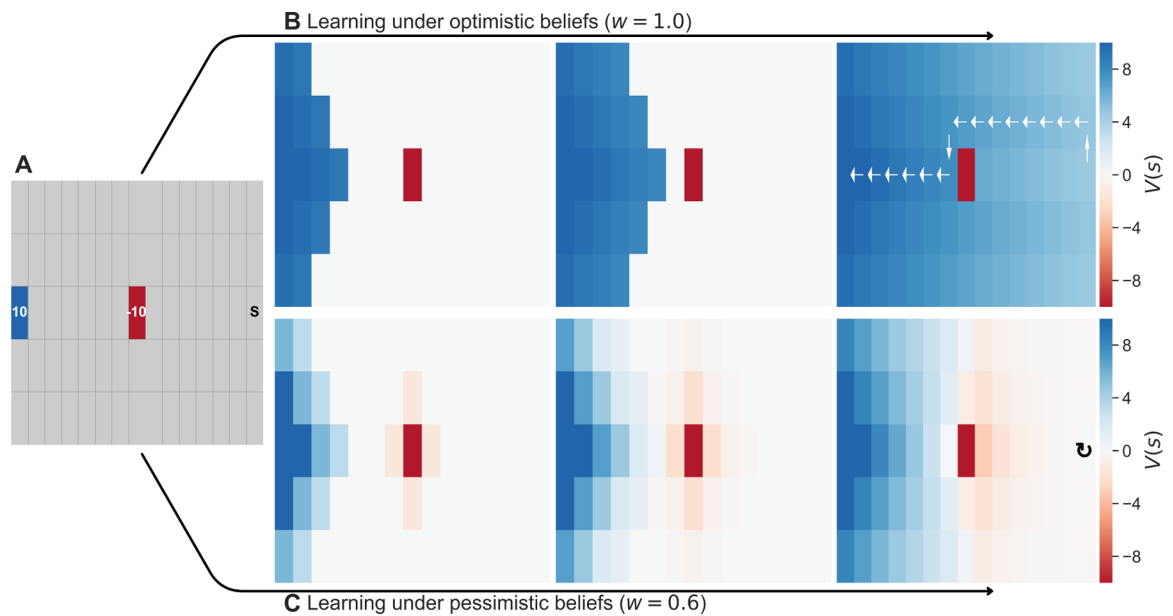 B Learning under optimistic beliefs (w = 1.0)
A
10
-10
S
8
4
0
−4
−8
V(s)
8
4
0
−4
−8
V(s)
C Learning under pessimistic beliefs (w = 0.6)